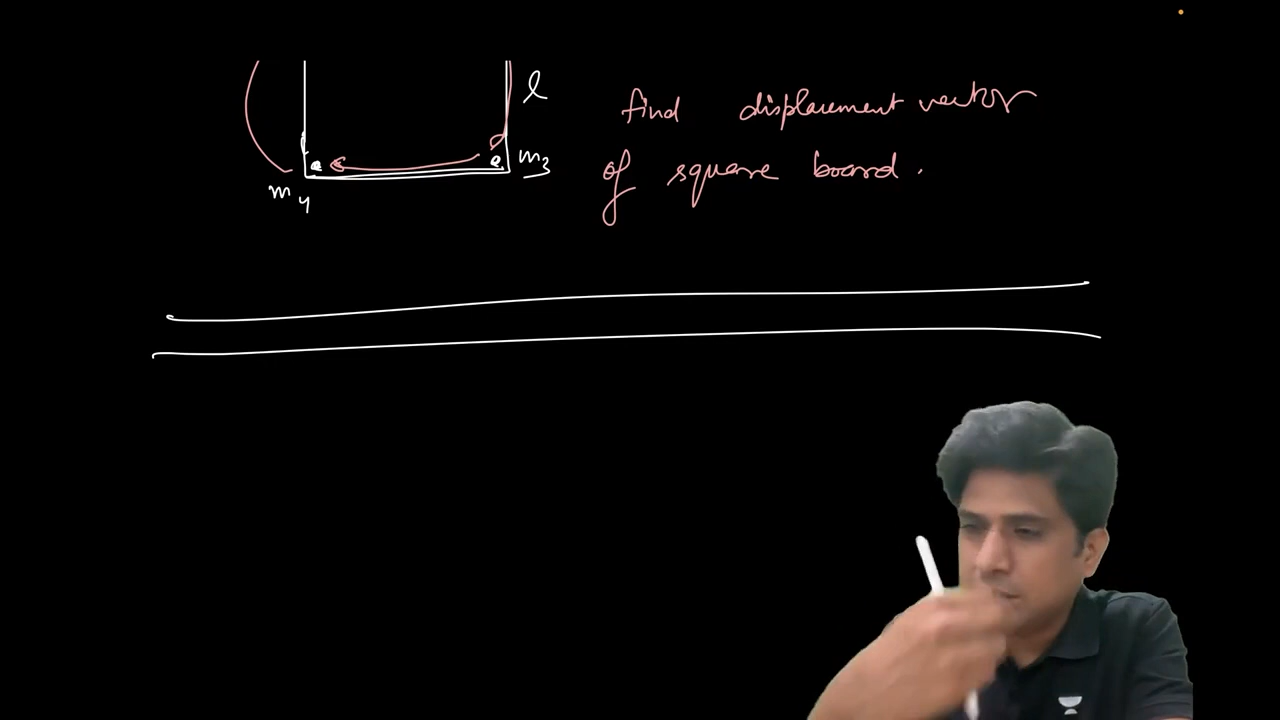 l
find displacement vector
m3
of square board.
m4